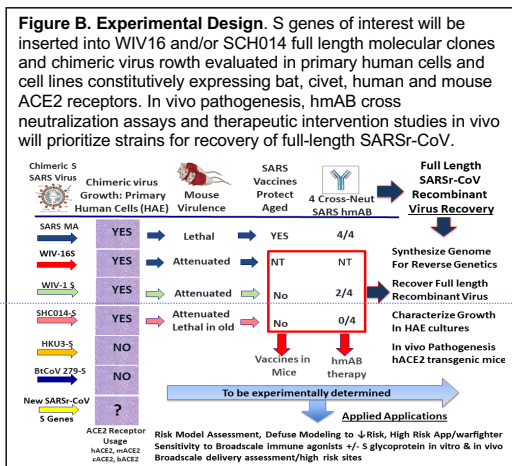 Figure B. Experimental Design. S genes of interest will be
inserted into WIV16 and/or SCH014 full length molecular clones
and chimeric virus rowth evaluated in primary human cells and
cell lines constitutively expressing bat, civet, human and mouse
ACE2 receptors. In vivo pathogenesis, hmAB cross
neutralization assays and therapeutic intervention studies in vivo
will prioritize strains for recovery of full-length SARSr-CoV.
Chimeric S
SARS Virus
Chimeric virus
Growth: Primary
Human Cells (HAE)
Mouse
Virulence
SARS
Vaccines
Protect
Aged
4 Cross-Neut
SARS hmAB
Full Length
SARSr-CoV
Recombinant
Virus Recovery
SARS MA
YES
Lethal
YES
4/4
WIV-16S
YES
Attenuated
NT
NT
WIV-1 S
YES
Attenuated
No
2/4
SHC014-S
YES
Attenuated
Lethal in old
No
0/4
HKU3-S
NO
BtCoV 279-S
NO
New SARSr-CoV
S Genes
?
Synthesize Genome
For Reverse Genetics
Recover Full length
Recombinant Virus
Characterize Growth
In HAE cultures
In vivo Pathogenesis
hACE2 transgenic mice
Vaccines in
Mice
hmAB
therapy
To be experimentally determined
Applied Applications
ACE2 Receptor
Usage
hACE2, mACE2
cACE2, bACE2
Risk Model Assessment, Defuse Modeling to ↓Risk, High Risk App/warfighter
Sensitivity to Broadscale immune agonists +/- S glycoprotein in vitro & in vivo
Broadscale delivery assessment/high risk sites